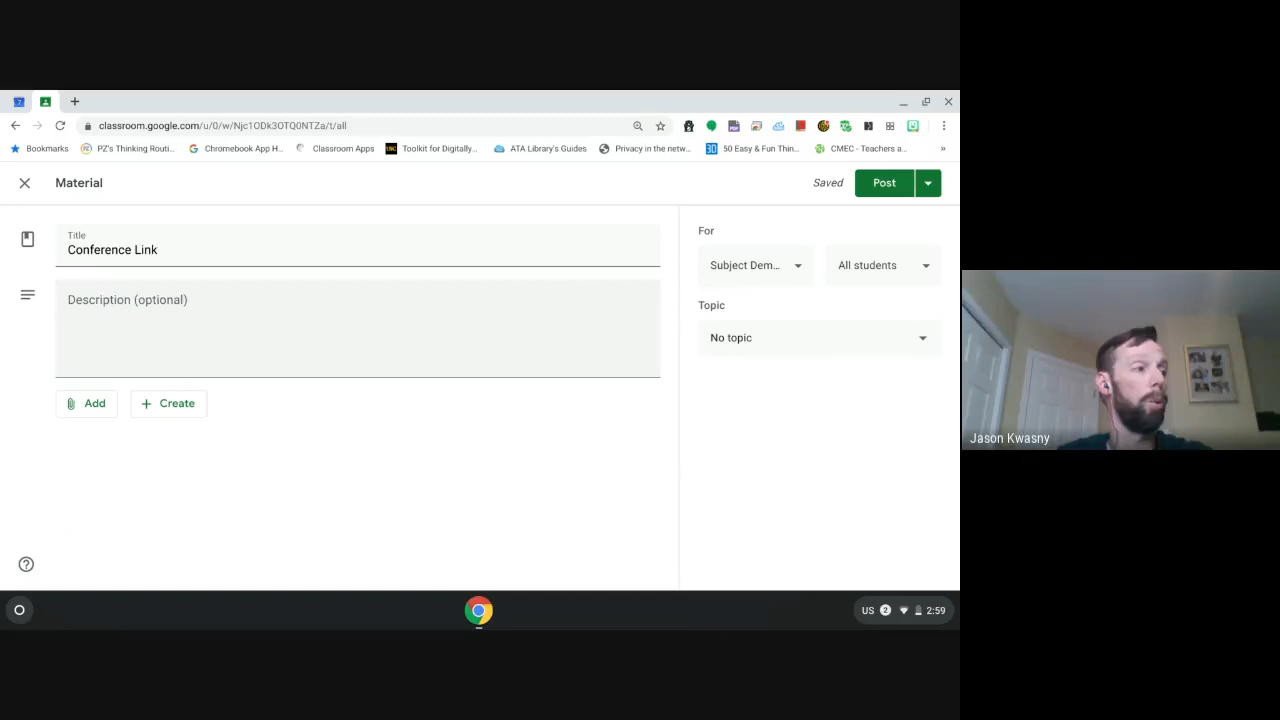 classroom.google.com/u/0/w/Njc1ODk3OTQ0NTZa/t/all
Bookmarks PZ's Thinking Routi... Chromebook App H... Classroom Apps Toolkit for Digitally... ATA Library's Guides Privacy in the netw... 30 50 Easy & Fun Thin... CMEC - Teachers a... »
Material Saved Post
Title
Conference Link
Description (optional)
Add Create
For
Subject Dem... All students
Topic
No topic
Jason Kwasny
US 2 2:59